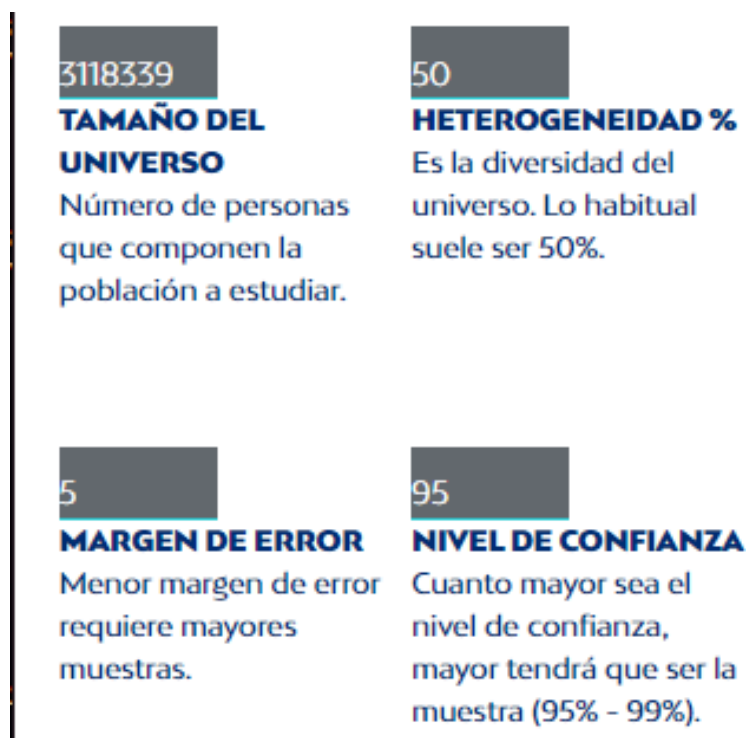 3118339
TAMAÑO DEL
UNIVERSO
Número de personas
que componen la
población a estudiar.
50
HETEROGENEIDAD %
Es la diversidad del
universo. Lo habitual
suele ser 50%.
5
MARGEN DE ERROR
Menor margen de error
requiere mayores
muestras.
95
NIVEL DE CONFIANZA
Cuanto mayor sea el
nivel de confianza,
mayor tendrá que ser la
muestra (95% - 99%).